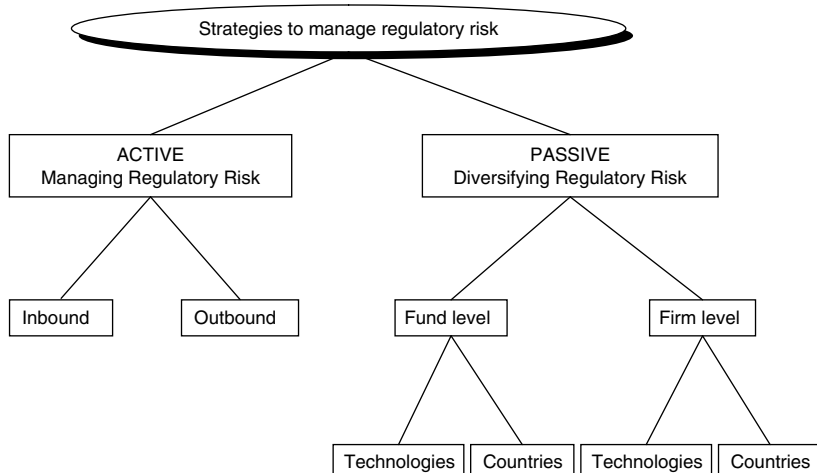 Strategies to manage regulatory risk
ACTIVE
Managing Regulatory Risk
PASSIVE
Diversifying Regulatory Risk
Inbound
Outbound
Fund level
Firm level
Technologies
Countries
Technologies
Countries